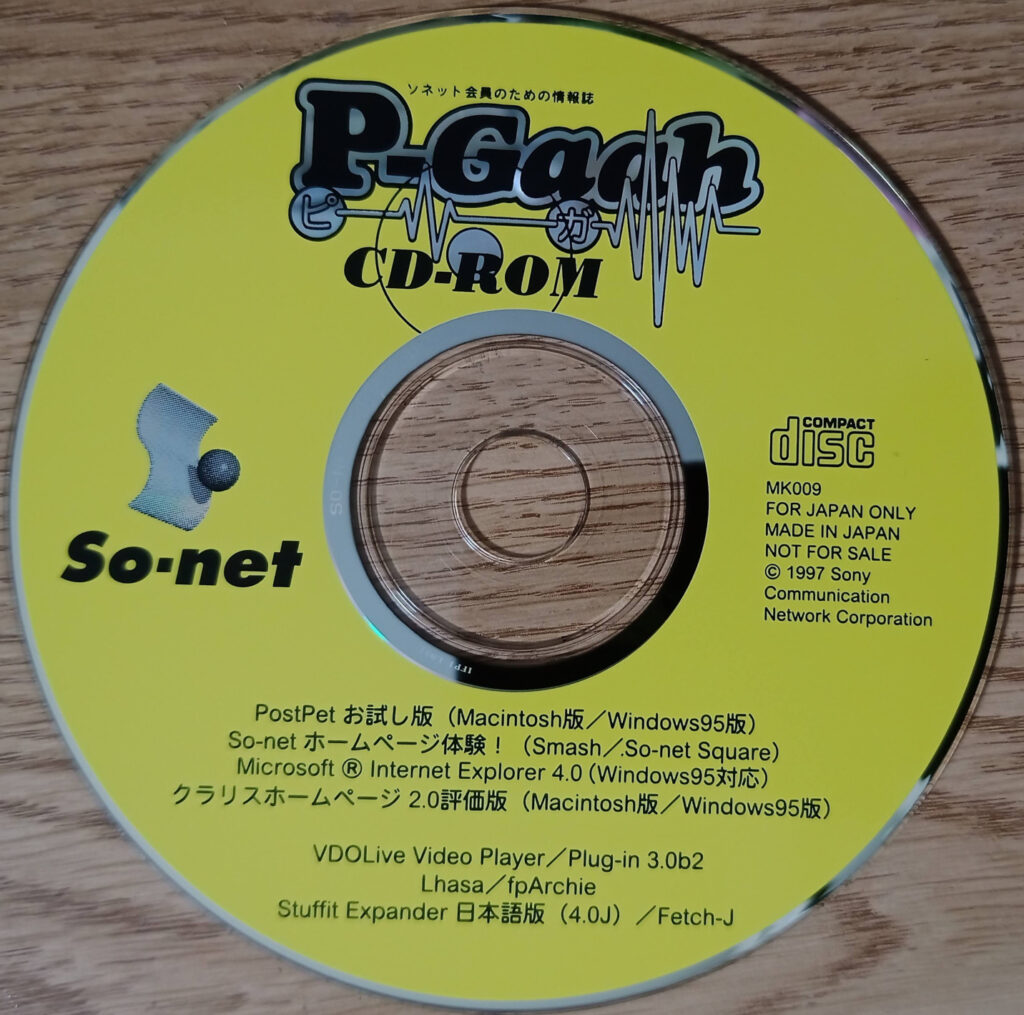 ソネット会員のための情報誌
P-Gaah
ピ ガ
CD-ROM
So-net
COMPACT
disc
MK009
FOR JAPAN ONLY
MADE IN JAPAN
NOT FOR SALE
© 1997 Sony
Communication
Network Corporation
PostPet お試し版（Macintosh版／Windows95版）
So-net ホームページ体験！（Smash／So-net Square）
Microsoft ® Internet Explorer 4.0（Windows95対応）
クラリスホームページ 2.0評価版（Macintosh版／Windows95版）
VDOLive Video Player／Plug-in 3.0b2
Lhasa／fpArchie
Stuffit Expander 日本語版（4.0J）／Fetch-J